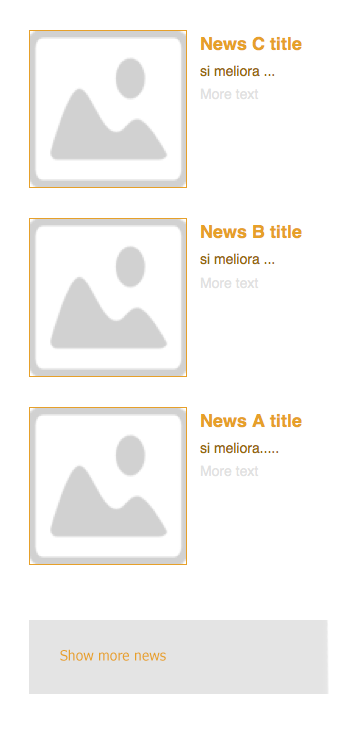 News C title
si meliora ...
More text
News B title
si meliora ...
More text
News A title
si meliora.....
More text
Show more news